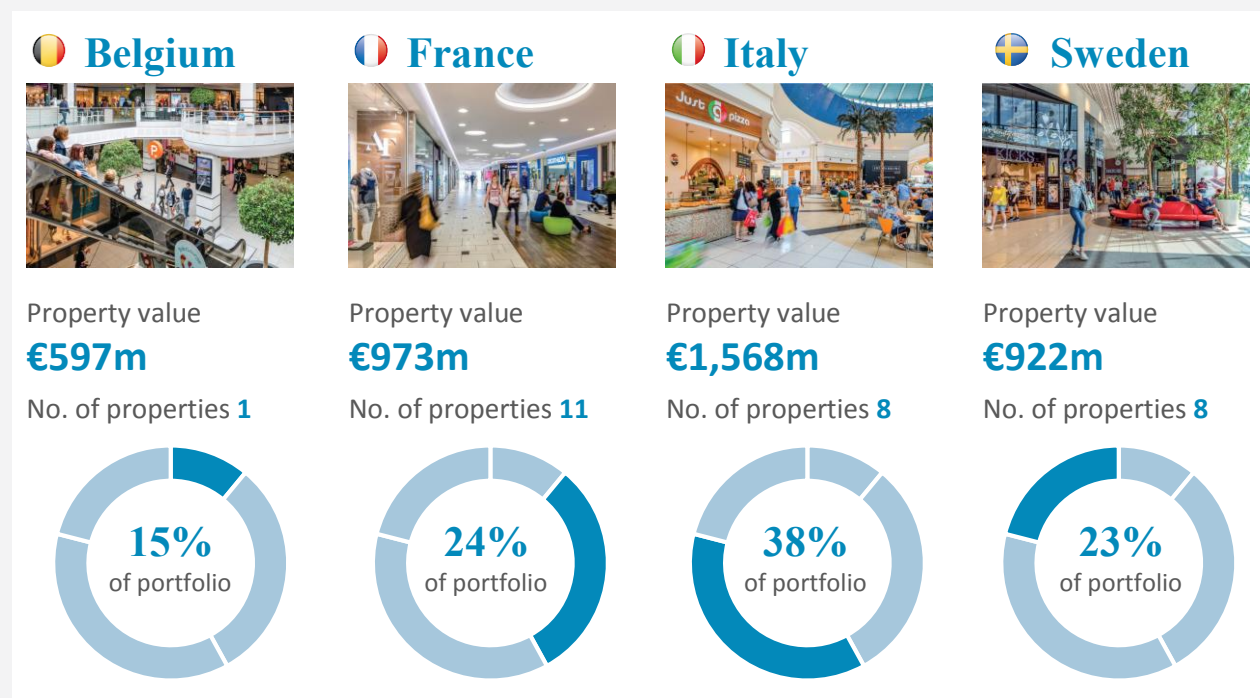 Belgium
France
Italy
Sweden
Just pizza
KICKS
Property value
€597m
No. of properties 1
Property value
€973m
No. of properties 11
Property value
€1,568m
No. of properties 8
Property value
€922m
No. of properties 8
15%
of portfolio
24%
of portfolio
38%
of portfolio
23%
of portfolio